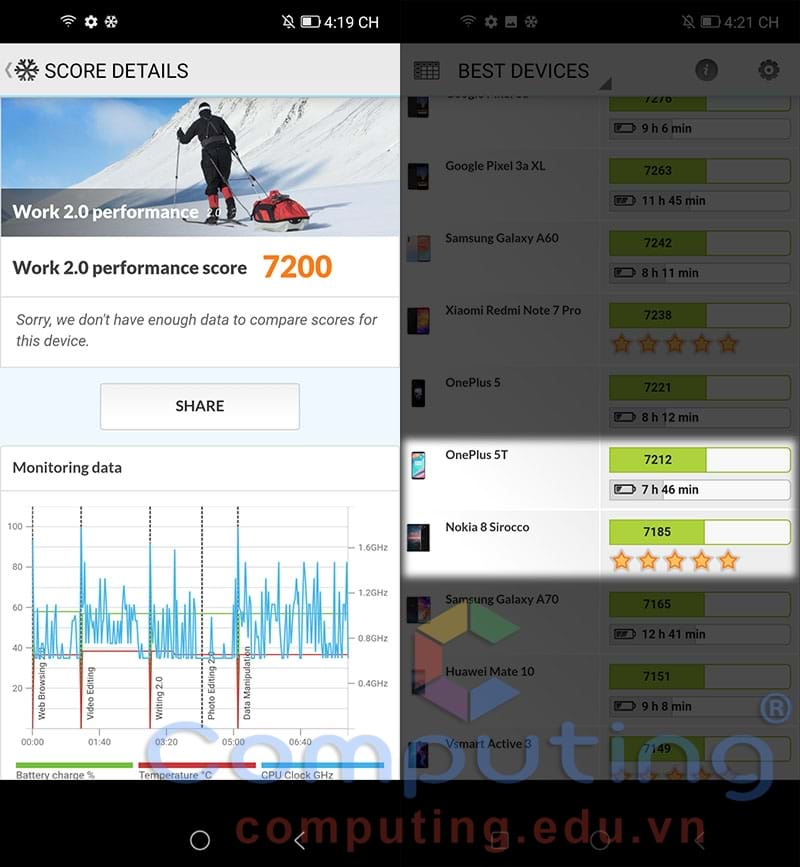 4:19 CH
SCORE DETAILS
Work 2.0 performance 2.0
Work 2.0 performance score 7200
Sorry, we don't have enough data to compare scores for
this device.
SHARE
Monitoring data
100
80
60
40
20
1.6GHz
1.2GHz
0.8GHz
0.4GHz
Web Browsing
Video Editing
Writing 2.0
Photo Editing 2.0
Data Manipulation
00:00 01:40 03:20 05:00 06:40
Battery charge % Temperature °C CPU Clock GHz
4:21 CH
BEST DEVICES
7276
9 h 6 min
Google Pixel 3a XL
7263
11 h 45 min
Samsung Galaxy A60
7242
8 h 11 min
Xiaomi Redmi Note 7 Pro
7238
OnePlus 5
7221
8 h 12 min
OnePlus 5T
7212
7 h 46 min
Nokia 8 Sirocco
7185
Samsung Galaxy A70
7165
12 h 41 min
Huawei Mate 10
7151
9 h 8 min
Vsmart Active 3
7149
Computing ®
computing.edu.vn